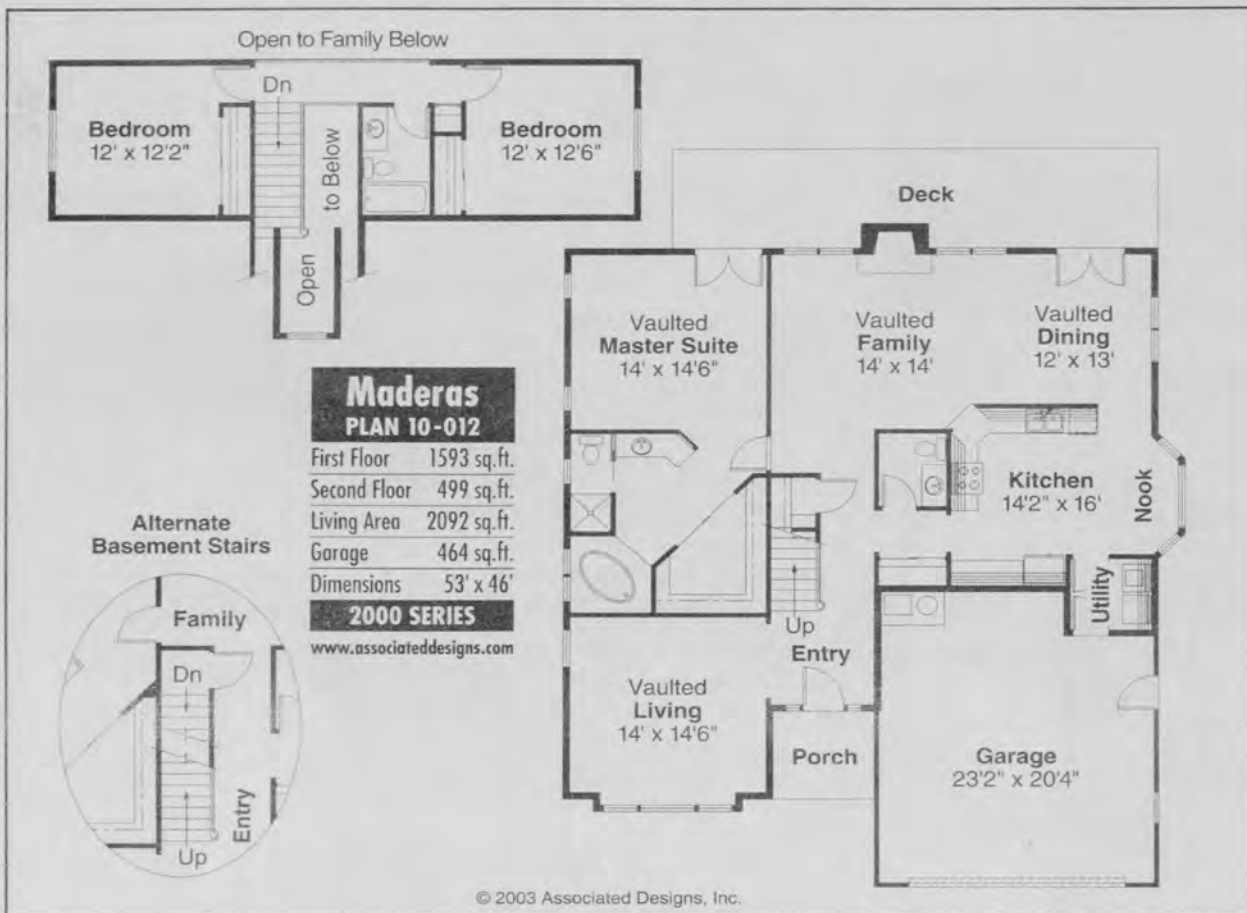 Open to Family Below
Dn
Bedroom
12' x 12'2"
to Below
Open
Bedroom
12' x 12'6"
Deck
Vaulted
Master Suite
14' x 14'6"
Vaulted
Family
14' x 14'
Vaulted
Dining
12' x 13'
Kitchen
14'2" x 16'
Nook
Utility
Up
Entry
Vaulted
Living
14' x 14'6"
Porch
Garage
23'2" x 20'4"
Maderas
PLAN 10-012
First Floor 1593 sq.ft.
Second Floor 499 sq.ft.
Living Area 2092 sq.ft.
Garage 464 sq.ft.
Dimensions 53' x 46'
2000 SERIES
www.associateddesigns.com
Alternate
Basement Stairs
Family
Dn
Entry
Up
© 2003 Associated Designs, Inc.